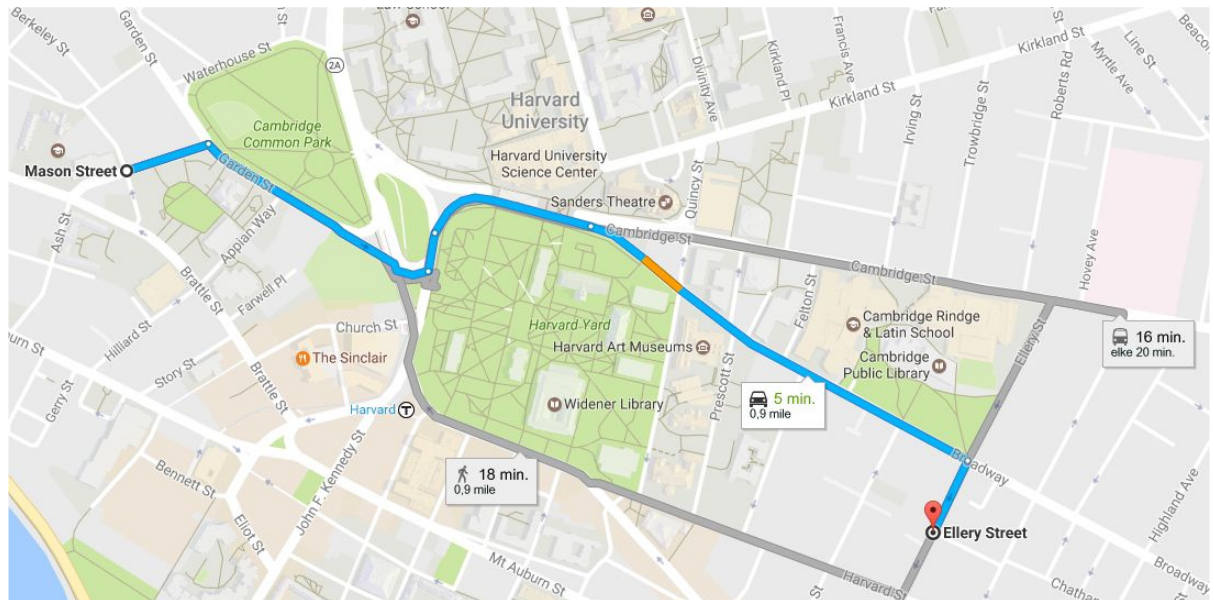 Law School
Berkeley St
Garden St
Waterhouse St
2A
Divinity Ave
Kirkland Pl
Francis Ave
Kirkland St
Kirkland St
Roberts Rd
Myrtle Ave
Line St
Beacon
Irving St
Trowbridge St
Harvard
University
Cambridge
Common Park
Harvard University
Science Center
Mason Street
Garden St
Sanders Theatre
Quincy St
Cambridge St
Ash St
Appian Way
Brattle St
Farwell Pl
Hovey Ave
Cambridge St
Felton St
Cambridge Rindge
& Latin School
Ellery St
16 min.
elke 20 min.
Hilliard St
Church St
Harvard Yard
Harvard Art Museums
Cambridge
Public Library
burn St
Story St
The Sinclair
Gerry St
Brattle St
Prescott St
5 min.
0,9 mile
Harvard
T
Widener Library
John F. Kennedy St
18 min.
0,9 mile
Broadway
Bennett St
Eliot St
Highland Ave
Ellery Street
Mt Auburn St
Harvard St
St
Broadway
Chatham